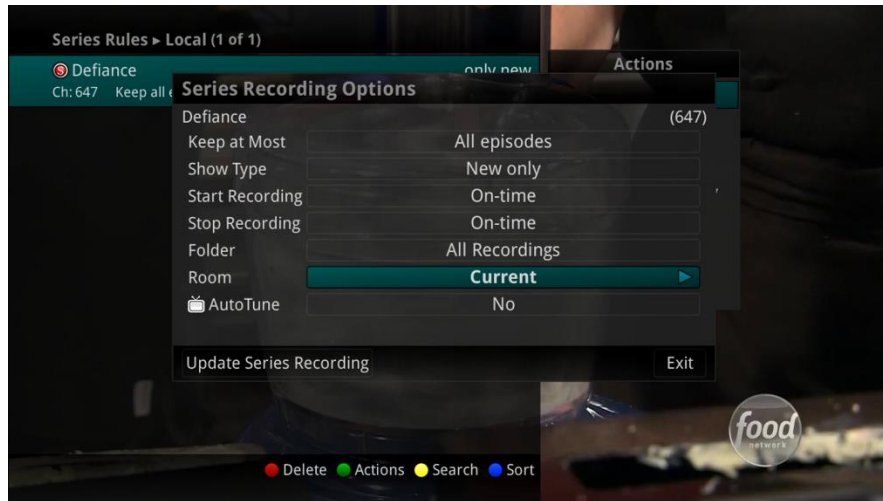 Series Rules ▸ Local (1 of 1)
S Defiance only new
Actions
Ch: 647 Keep all e
Series Recording Options
Defiance (647)
Keep at Most All episodes
Show Type New only
Start Recording On-time
Stop Recording On-time
Folder All Recordings
Room Current
AutoTune No
Update Series Recording Exit
food
network
Delete Actions Search Sort